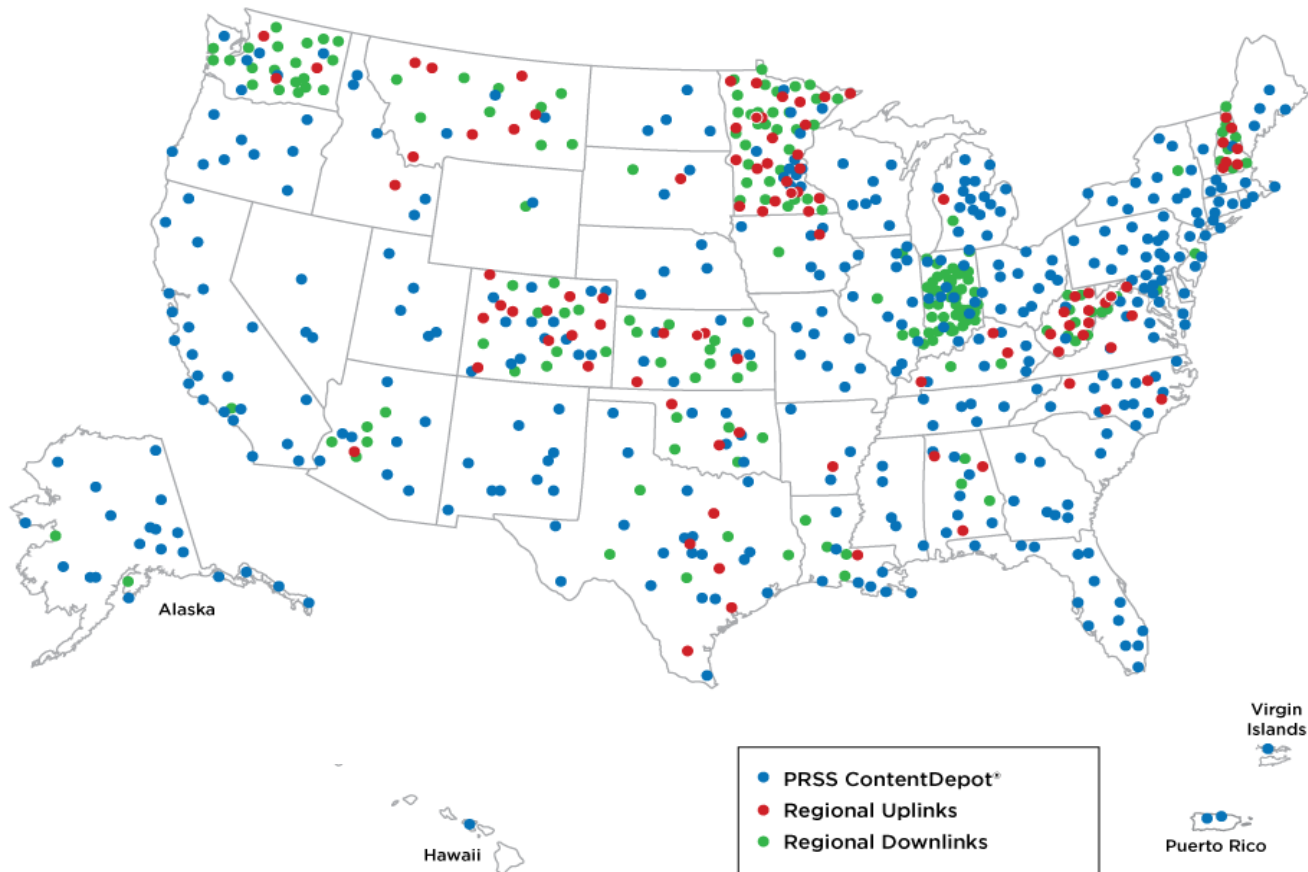 Alaska
Virgin
Islands
PRSS ContentDepot®
Regional Uplinks
Regional Downlinks
Hawaii
Puerto Rico